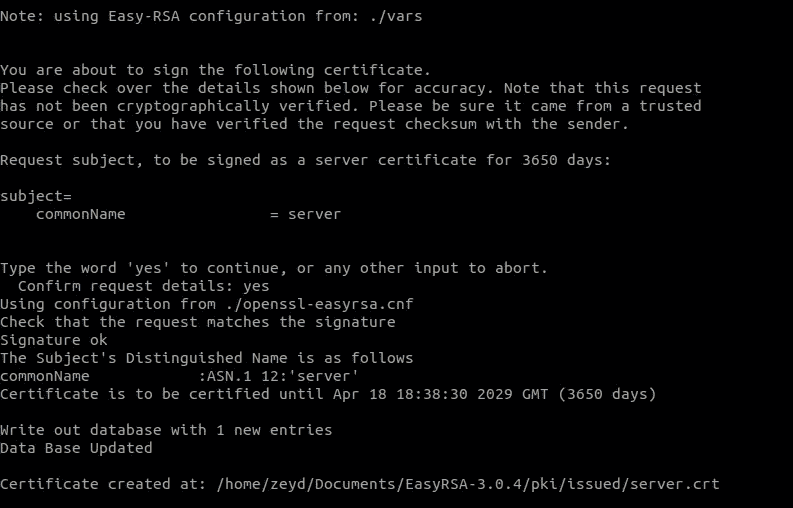 Note: using Easy-RSA configuration from: ./vars
You are about to sign the following certificate.
Please check over the details shown below for accuracy. Note that this request
has not been cryptographically verified. Please be sure it came from a trusted
source or that you have verified the request checksum with the sender.
Request subject, to be signed as a server certificate for 3650 days:
subject=
    commonName                = server
Type the word 'yes' to continue, or any other input to abort.
  Confirm request details: yes
Using configuration from ./openssl-easyrsa.cnf
Check that the request matches the signature
Signature ok
The Subject's Distinguished Name is as follows
commonName            :ASN.1 12:'server'
Certificate is to be certified until Apr 18 18:38:30 2029 GMT (3650 days)
Write out database with 1 new entries
Data Base Updated
Certificate created at: /home/zeyd/Documents/EasyRSA-3.0.4/pki/issued/server.crt